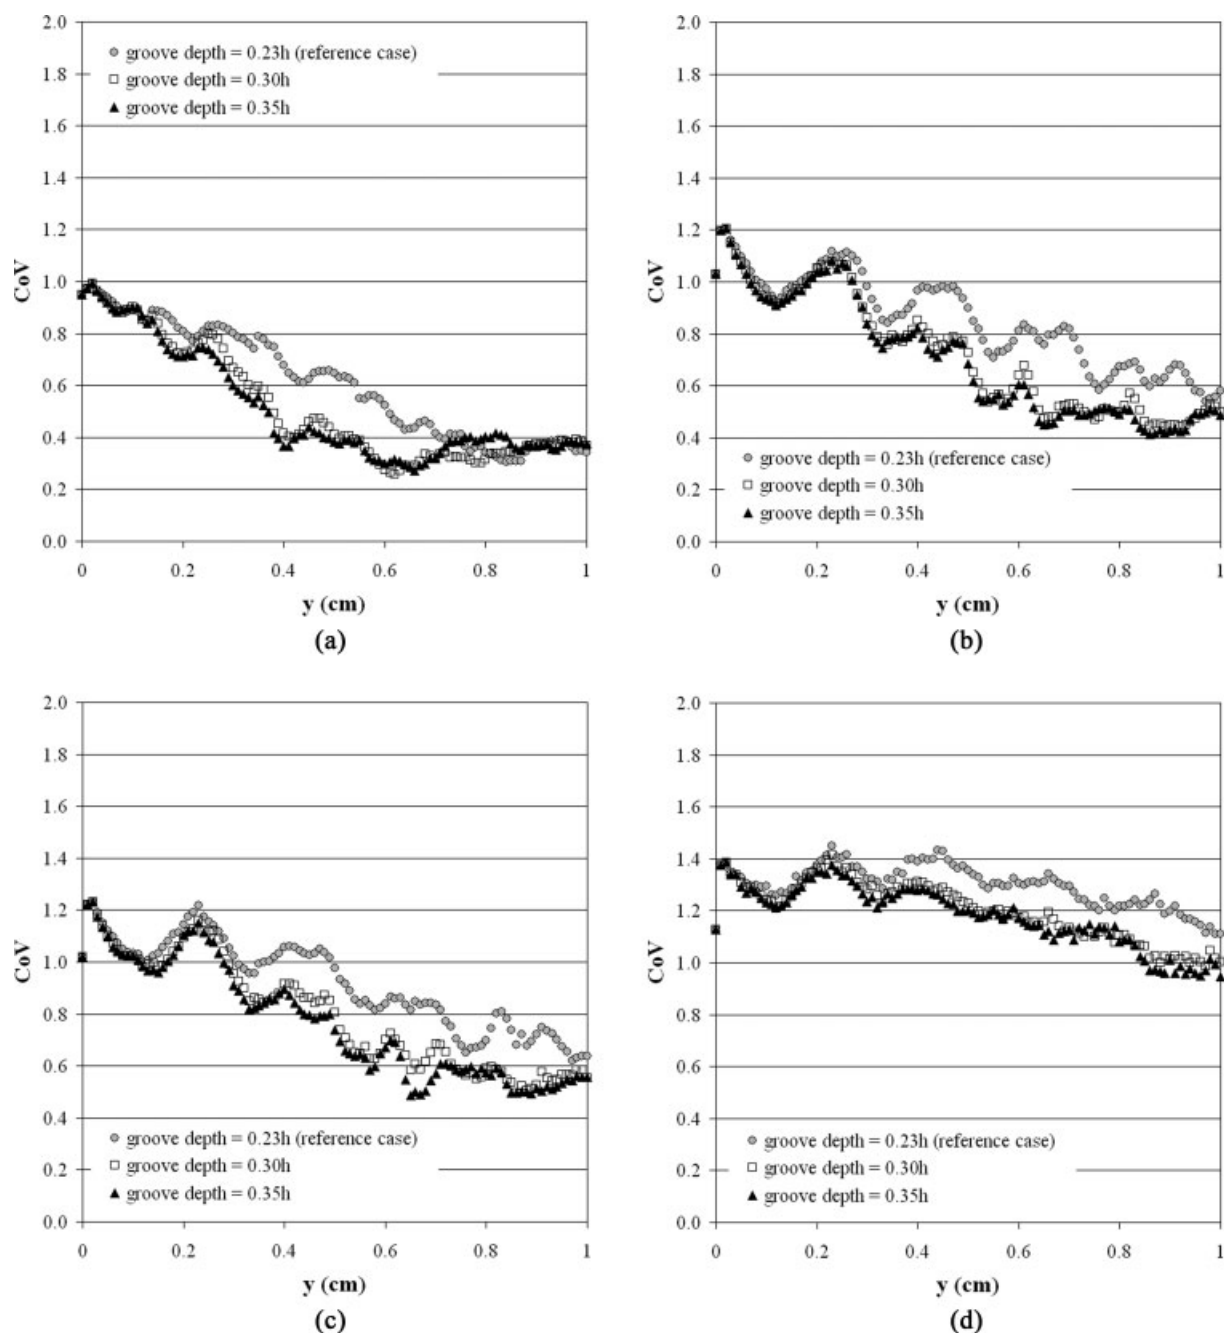 2.0
1.8
1.6
1.4
1.2
1.0
0.8
0.6
0.4
0.2
0.0
CoV
groove depth = 0.23h (reference case)
groove depth = 0.30h
groove depth = 0.35h
0 0.2 0.4 0.6 0.8 1
y (cm)
(a)
2.0
1.8
1.6
1.4
1.2
1.0
0.8
0.6
0.4
0.2
0.0
CoV
groove depth = 0.23h (reference case)
groove depth = 0.30h
groove depth = 0.35h
0 0.2 0.4 0.6 0.8 1
y (cm)
(b)
2.0
1.8
1.6
1.4
1.2
1.0
0.8
0.6
0.4
0.2
0.0
CoV
groove depth = 0.23h (reference case)
groove depth = 0.30h
groove depth = 0.35h
0 0.2 0.4 0.6 0.8 1
y (cm)
(c)
2.0
1.8
1.6
1.4
1.2
1.0
0.8
0.6
0.4
0.2
0.0
CoV
groove depth = 0.23h (reference case)
groove depth = 0.30h
groove depth = 0.35h
0 0.2 0.4 0.6 0.8 1
y (cm)
(d)